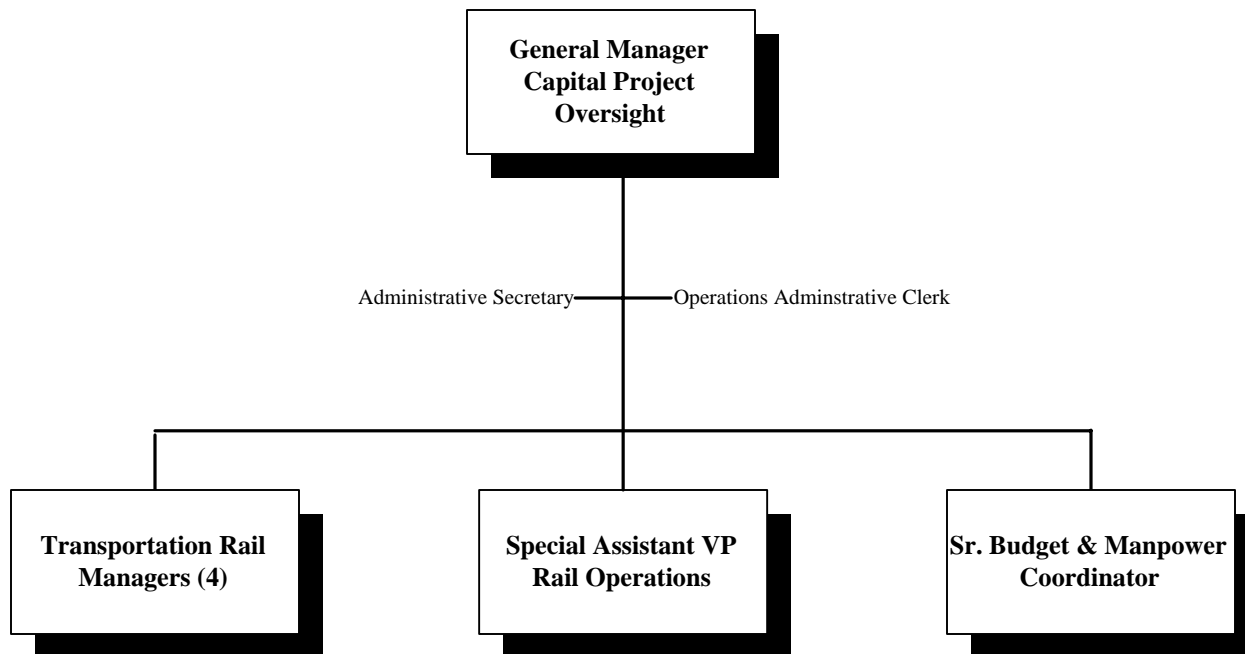 General Manager
Capital Project
Oversight
Administrative Secretary
Operations Adminstrative Clerk
Transportation Rail
Managers (4)
Special Assistant VP
Rail Operations
Sr. Budget & Manpower
Coordinator